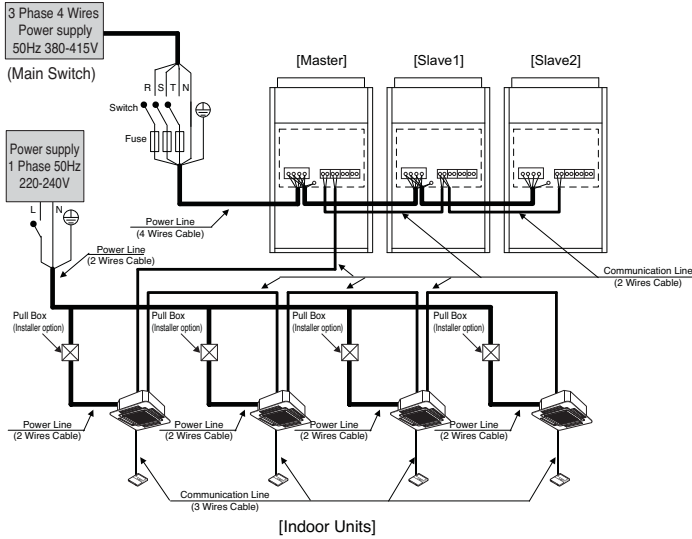 3 Phase 4 Wires
Power supply
50Hz 380-415V
(Main Switch)
[Master]
[Slave1]
[Slave2]
R S T N
Switch
Fuse
Power supply
1 Phase 50Hz
220-240V
L N
Power Line
(4 Wires Cable)
Power Line
(2 Wires Cable)
Communication Line
(2 Wires Cable)
Pull Box
(Installer option)
Pull Box
(Installer option)
Pull Box
(Installer option)
Pull Box
(Installer option)
Power Line
(2 Wires Cable)
Power Line
(2 Wires Cable)
Power Line
(2 Wires Cable)
Power Line
(2 Wires Cable)
Communication Line
(3 Wires Cable)
[Indoor Units]